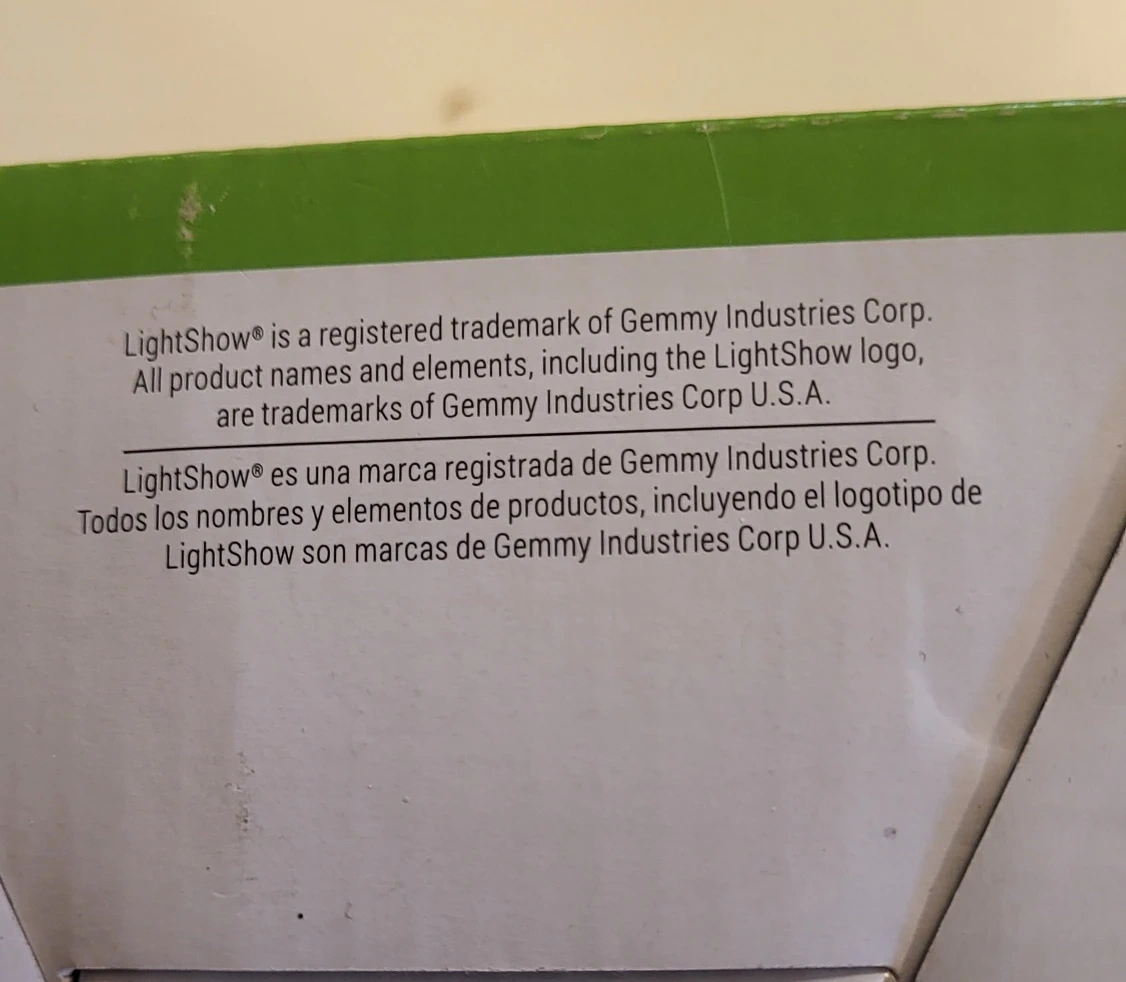 LightShow® is a registered trademark of Gemmy Industries Corp.
All product names and elements, including the LightShow logo,
are trademarks of Gemmy Industries Corp U.S.A.
LightShow® es una marca registrada de Gemmy Industries Corp.
Todos los nombres y elementos de productos, incluyendo el logotipo de
LightShow son marcas de Gemmy Industries Corp U.S.A.